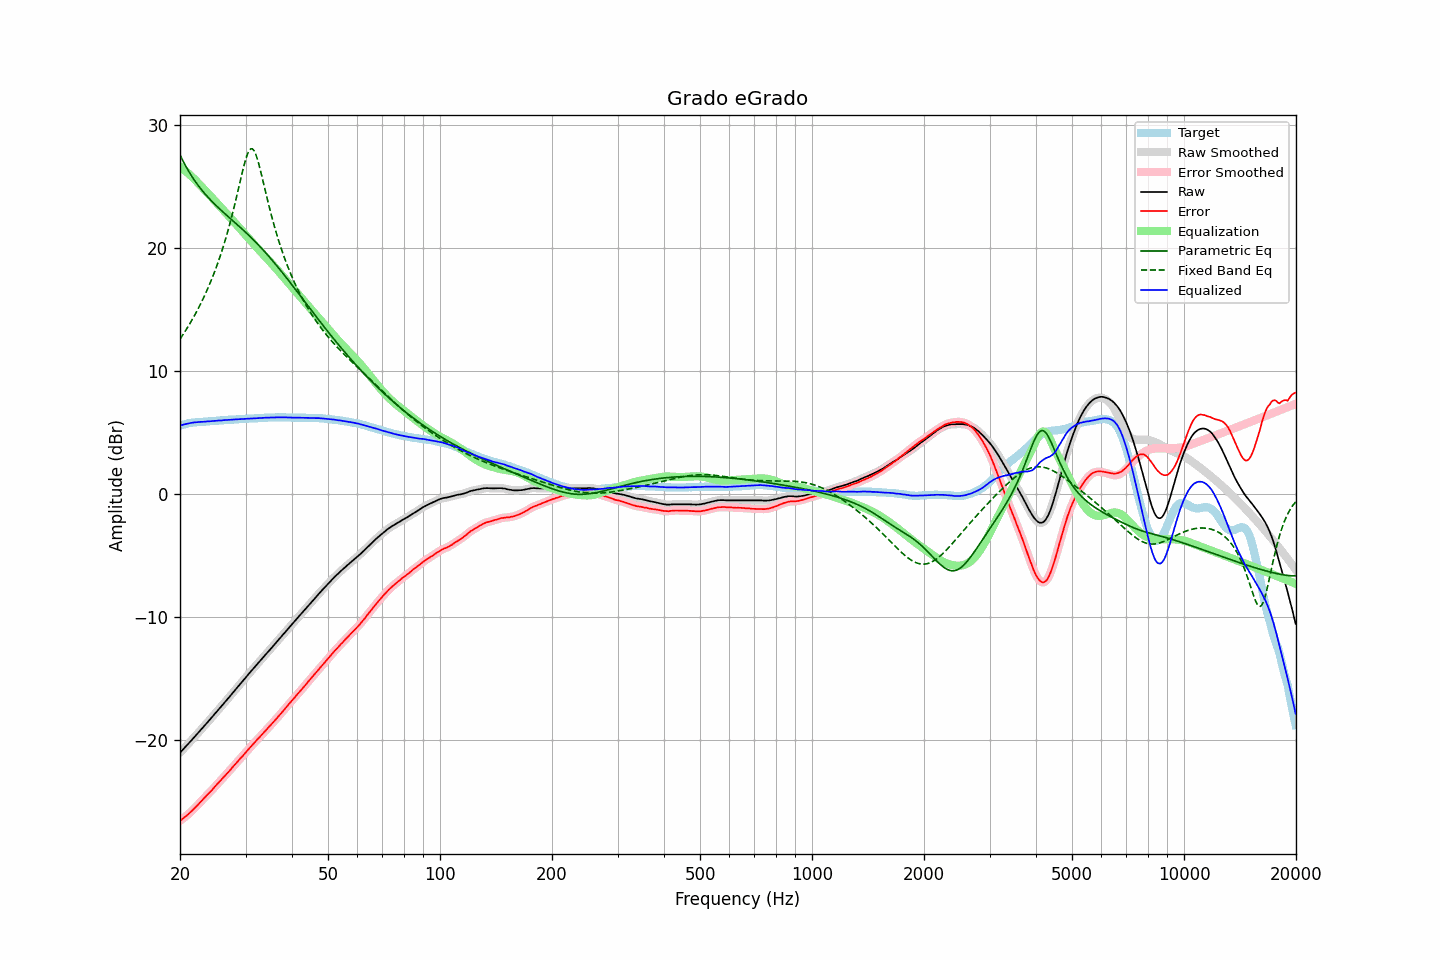 Grado eGrado
Amplitude (dBr)
30
20
10
0
−10
−20
Target
Raw Smoothed
Error Smoothed
Raw
Error
Equalization
Parametric Eq
Fixed Band Eq
Equalized
20 50 100 200 500 1000 2000 5000 10000 20000
Frequency (Hz)